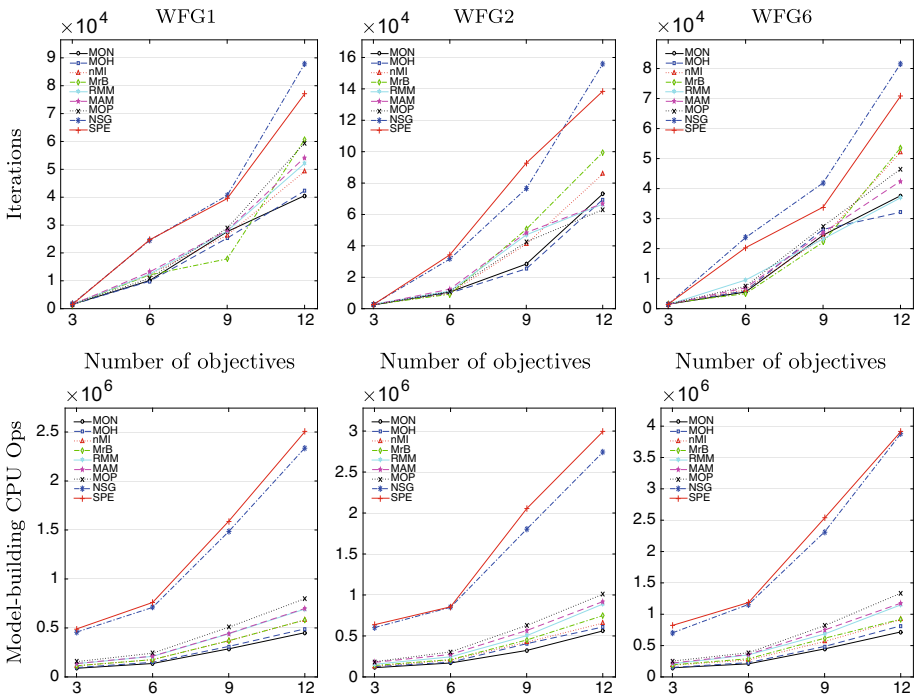 WFG1
WFG2
WFG6
×10^4
×10^4
×10^4
Iterations
9
8
7
6
5
4
3
2
1
0
MON
MOH
nMI
MrB
RMM
MAM
MOP
NSG
SPE
3
6
9
12
16
14
12
10
8
6
4
2
0
MON
MOH
nMI
MrB
RMM
MAM
MOP
NSG
SPE
3
6
9
12
8
7
6
5
4
3
2
1
0
MON
MOH
nMI
MrB
RMM
MAM
MOP
NSG
SPE
3
6
9
12
Number of objectives
Number of objectives
Number of objectives
×10^6
×10^6
×10^6
Model-building CPU Ops
2.5
2
1.5
1
0.5
0
MON
MOH
nMI
MrB
RMM
MAM
MOP
NSG
SPE
3
6
9
12
3
2.5
2
1.5
1
0.5
0
MON
MOH
nMI
MrB
RMM
MAM
MOP
NSG
SPE
3
6
9
12
4
3.5
3
2.5
2
1.5
1
0.5
0
MON
MOH
nMI
MrB
RMM
MAM
MOP
NSG
SPE
3
6
9
12